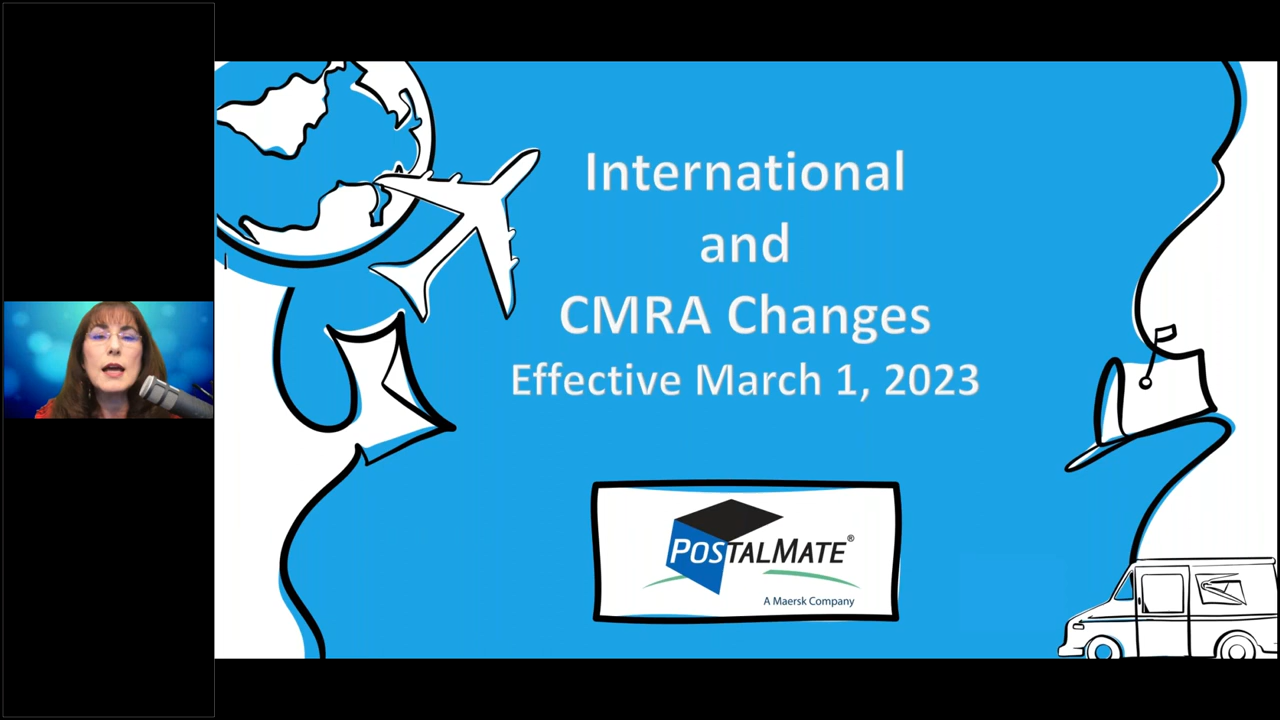 International
and
CMRA Changes
Effective March 1, 2023
POSTALMATE®
A Maersk Company